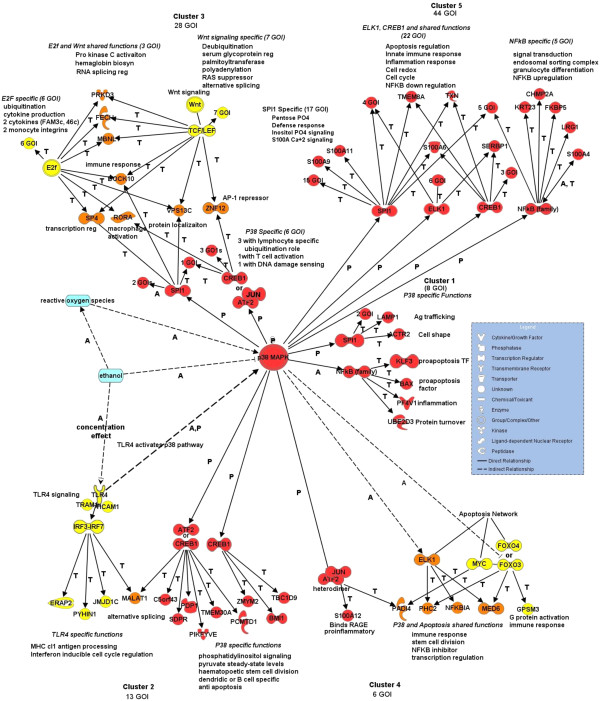 Cluster 3
28 GOI
Cluster 5
44 GOI
E2f and Wnt shared functions (3 GOI)
Pro kinase C activaiton
hemaglobin biosyn
RNA splicing reg
Wnt signaling specific (7 GOI)
Deubiquitination
serum glycoprotein reg
palmitoyltransferase
polyadenylation
RAS suppressor
alternative splicing
ELK1, CREB1 and shared functions
(22 GOI)
Apoptosis regulation
Innate immune response
Inflammation response
Cell redox
Cell cycle
NFKB down regulation
NFkB specific (5 GOI)
signal transduction
endosomal sorting complex
granulocyte differentiation
NFKB upregulation
E2F specific (6 GOI)
ubiquitination
cytokine production
2 cytokines (FAM3c, 46c)
2 monocyte integrins
Wnt signaling
PRKD3
Wnt
7 GOI
FECH
MBNL
TCF/LEF
6 GOI
E2f
immune response
DOCK10
SP4
RORA
VPS13C
ZNF12
AP-1 repressor
transcription reg
macrophage
activation
protein localizaiton
SPI1 Specific (17 GOI)
Pentose PO4
Defense response
Inositol PO4 signaling
S100A Ca+2 signaling
4 GOI
TMEM8A
TXN
5 GOI
CHMP2A
KRT23
FKBP5
LRG1
S100A11
S100A9
S100A6
SERBP1
S100A4
15 GOI
6 GOI
3 GOI
SPI1
ELK1
CREB1
NFkB (family)
A, T
P38 Specific (6 GOI)
3 with lymphocyte specific
ubiquitination role
1with T cell activation
1 with DNA damage sensing
3 GO1s
1 GOI
2 GOIs
SPI1
CREB1
or
JUN
ATF2
reactive oxygen species
ethanol
p38 MAPK
Cluster 1
(8 GOI)
P38 specific Functions
2 GOI
LAMP1
Ag trafficking
SPI1
ACTR2
Cell shape
NFkB (family)
KLF3
proapoptosis TF
BAX
proapoptosis
factor
PI4V1
inflammation
UBE2D3
Protein turnover
Legend
Cytokine/Growth Factor
Phosphatase
Transcription Regulator
Transmembrane Receptor
Transporter
Unknown
Chemical/Toxicant
Enzyme
Group/Complex/Other
Kinase
Ligand-dependent Nuclear Receptor
Peptidase
Direct Relationship
Indirect Relationship
concentration
effect
A,P
TLR4 activates p38 pathway
TLR4 signaling
TLR4
TRAM1
TICAM1
IRF3-IRF7
ERAP2
PYHIN1
JMJD1C
MALAT1
TLR4 specific functions
MHC cl1 antigen processing
Interferon inducible cell cycle regulation
alternative splicing
ATF2
or
CREB1
CREB1
C5orf43
SDPR
PDP1
PIKFYVE
TMEM30A
ZMYM2
POMTD1
BMI1
TBC1D9
P38 specific functions
phosphatidylinositol signaling
pyruvate steady-state levels
haematopoetic stem cell division
dendridic or B cell specific
anti apoptosis
JUN
ATF2
heterodimer
S100A12
Binds RAGE
proinflammatory
Apoptosis Network
ELK1
MYC
FOXO4
or
FOXO3
PADI4
PHC2
NFKBIA
MED6
GPSM3
G protein activation
immune response
P38 and Apoptosis shared functions
immune response
stem cell division
NFKB inhibitor
transcription regulation
Cluster 2
13 GOI
Cluster 4
6 GOI